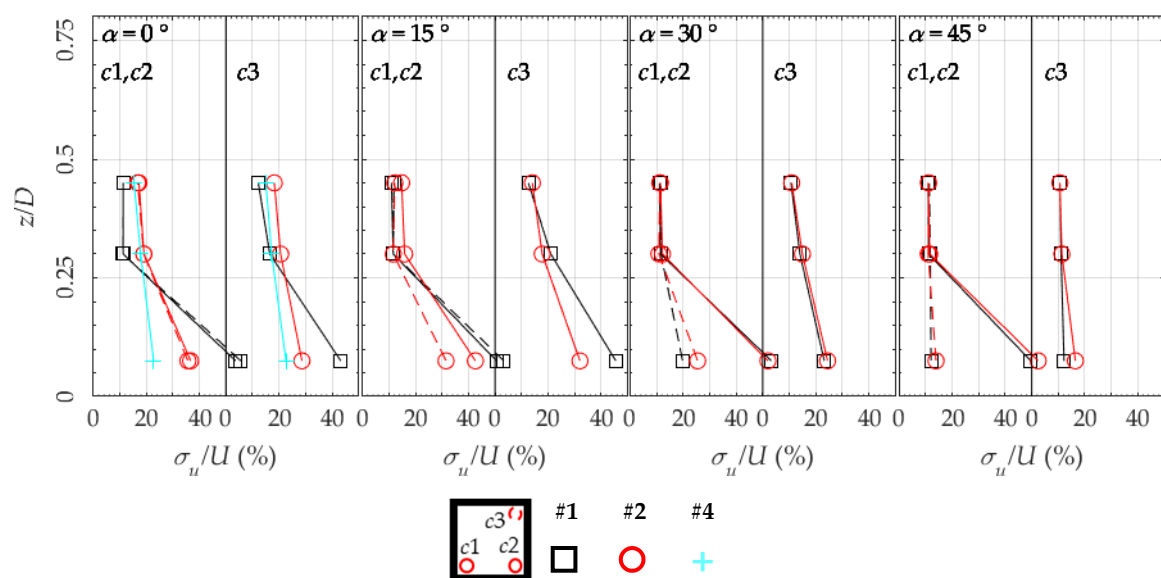 α = 0 ° α = 15 ° α = 30 ° α = 45 °
c1,c2 c3 c1,c2 c3 c1,c2 c3 c1,c2 c3
0.75
0.5
0.25
0
z/D
0 20 40 0 20 40 0 20 40 0 20 40 0 20 40 0 20 40 0 20 40 0 20 40
σu/U (%) σu/U (%) σu/U (%) σu/U (%)
c3 #1 #2 #4
c1 c2